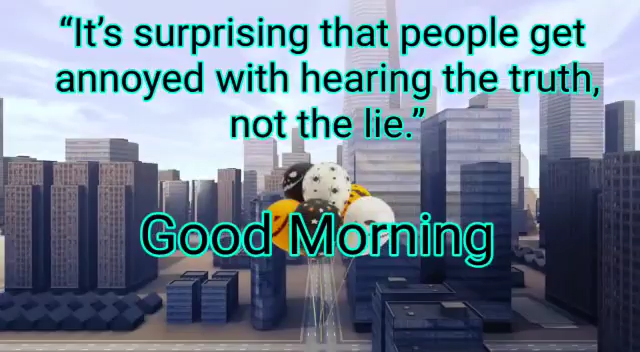 “It’s surprising that people get
annoyed with hearing the truth,
not the lie.”
Good Morning